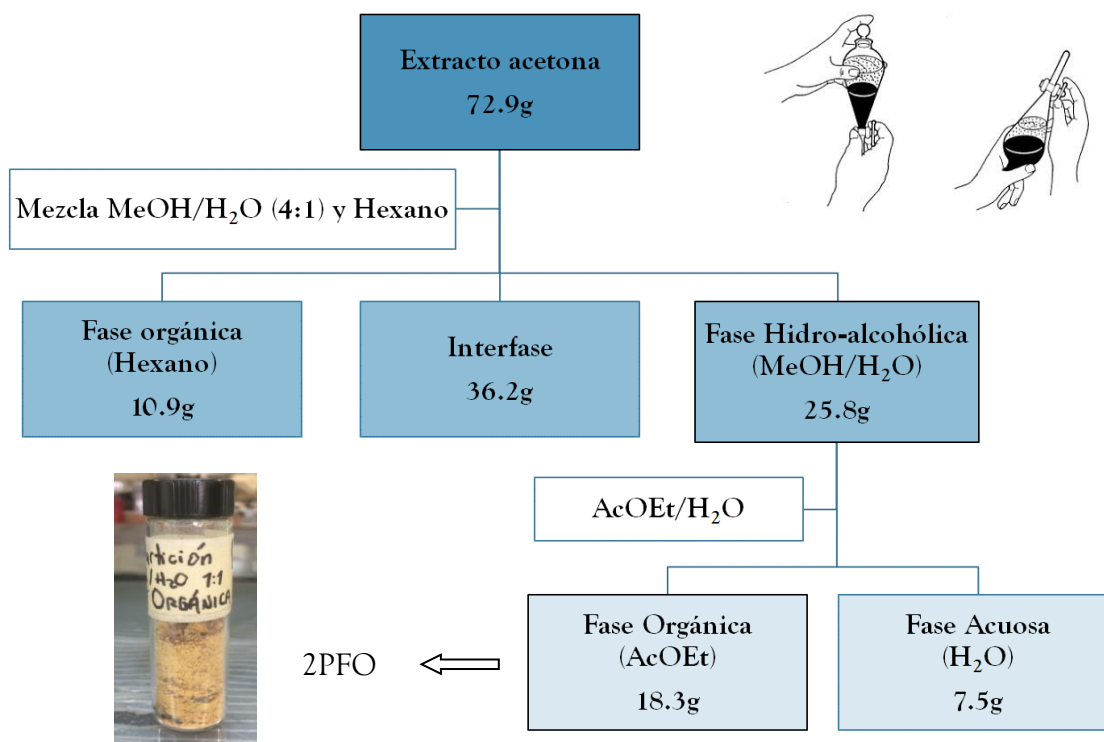 Extracto acetona
72.9g
Mezcla MeOH/H₂O (4:1) y Hexano
Fase orgánica
(Hexano)
10.9g
Interfase
36.2g
Fase Hidro-alcohólica
(MeOH/H₂O)
25.8g
AcOEt/H₂O
Fase Orgánica
(AcOEt)
18.3g
Fase Acuosa
(H₂O)
7.5g
2PFO
/H₂O 1:1
ORGÁNICA